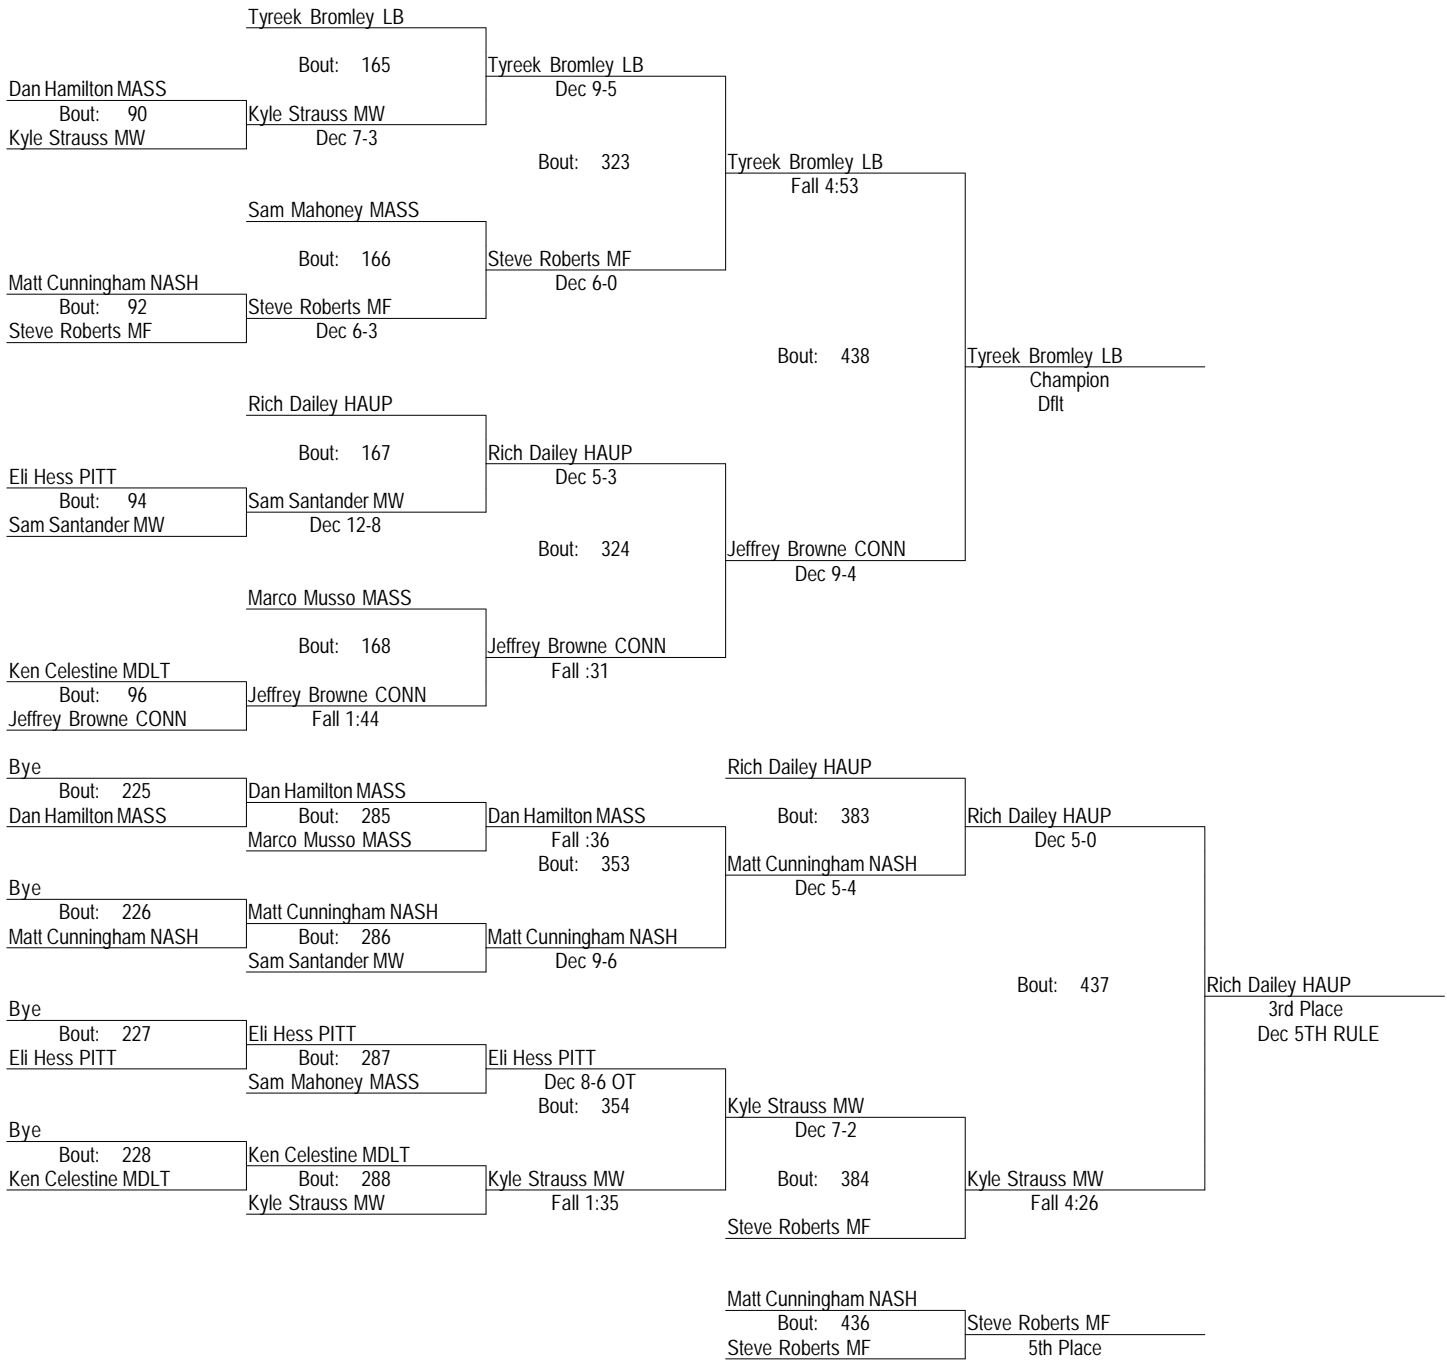 Tyreek Bromley LB
Bout: 165
Tyreek Bromley LB
Dan Hamilton MASS
Dec 9-5
Bout: 90
Kyle Strauss MW
Kyle Strauss MW
Dec 7-3
Bout: 323
Tyreek Bromley LB
Fall 4:53
Sam Mahoney MASS
Bout: 166
Steve Roberts MF
Matt Cunningham NASH
Dec 6-0
Bout: 92
Steve Roberts MF
Steve Roberts MF
Dec 6-3
Bout: 438
Tyreek Bromley LB
Champion
Dflt
Rich Dailey HAUP
Bout: 167
Rich Dailey HAUP
Eli Hess PITT
Dec 5-3
Bout: 94
Sam Santander MW
Sam Santander MW
Dec 12-8
Bout: 324
Jeffrey Browne CONN
Dec 9-4
Marco Musso MASS
Bout: 168
Jeffrey Browne CONN
Ken Celestine MDLT
Fall :31
Bout: 96
Jeffrey Browne CONN
Jeffrey Browne CONN
Fall 1:44
Bye
Rich Dailey HAUP
Bout: 225
Dan Hamilton MASS
Dan Hamilton MASS
Bout: 285
Dan Hamilton MASS
Bout: 383
Rich Dailey HAUP
Marco Musso MASS
Fall :36
Dec 5-0
Bout: 353
Matt Cunningham NASH
Bye
Dec 5-4
Bout: 226
Matt Cunningham NASH
Matt Cunningham NASH
Bout: 286
Matt Cunningham NASH
Sam Santander MW
Dec 9-6
Bout: 437
Rich Dailey HAUP
Bye
3rd Place
Bout: 227
Eli Hess PITT
Dec 5TH RULE
Eli Hess PITT
Bout: 287
Eli Hess PITT
Sam Mahoney MASS
Dec 8-6 OT
Bout: 354
Kyle Strauss MW
Bye
Dec 7-2
Bout: 228
Ken Celestine MDLT
Ken Celestine MDLT
Bout: 288
Kyle Strauss MW
Bout: 384
Kyle Strauss MW
Kyle Strauss MW
Fall 1:35
Fall 4:26
Steve Roberts MF
Matt Cunningham NASH
Bout: 436
Steve Roberts MF
Steve Roberts MF
5th Place